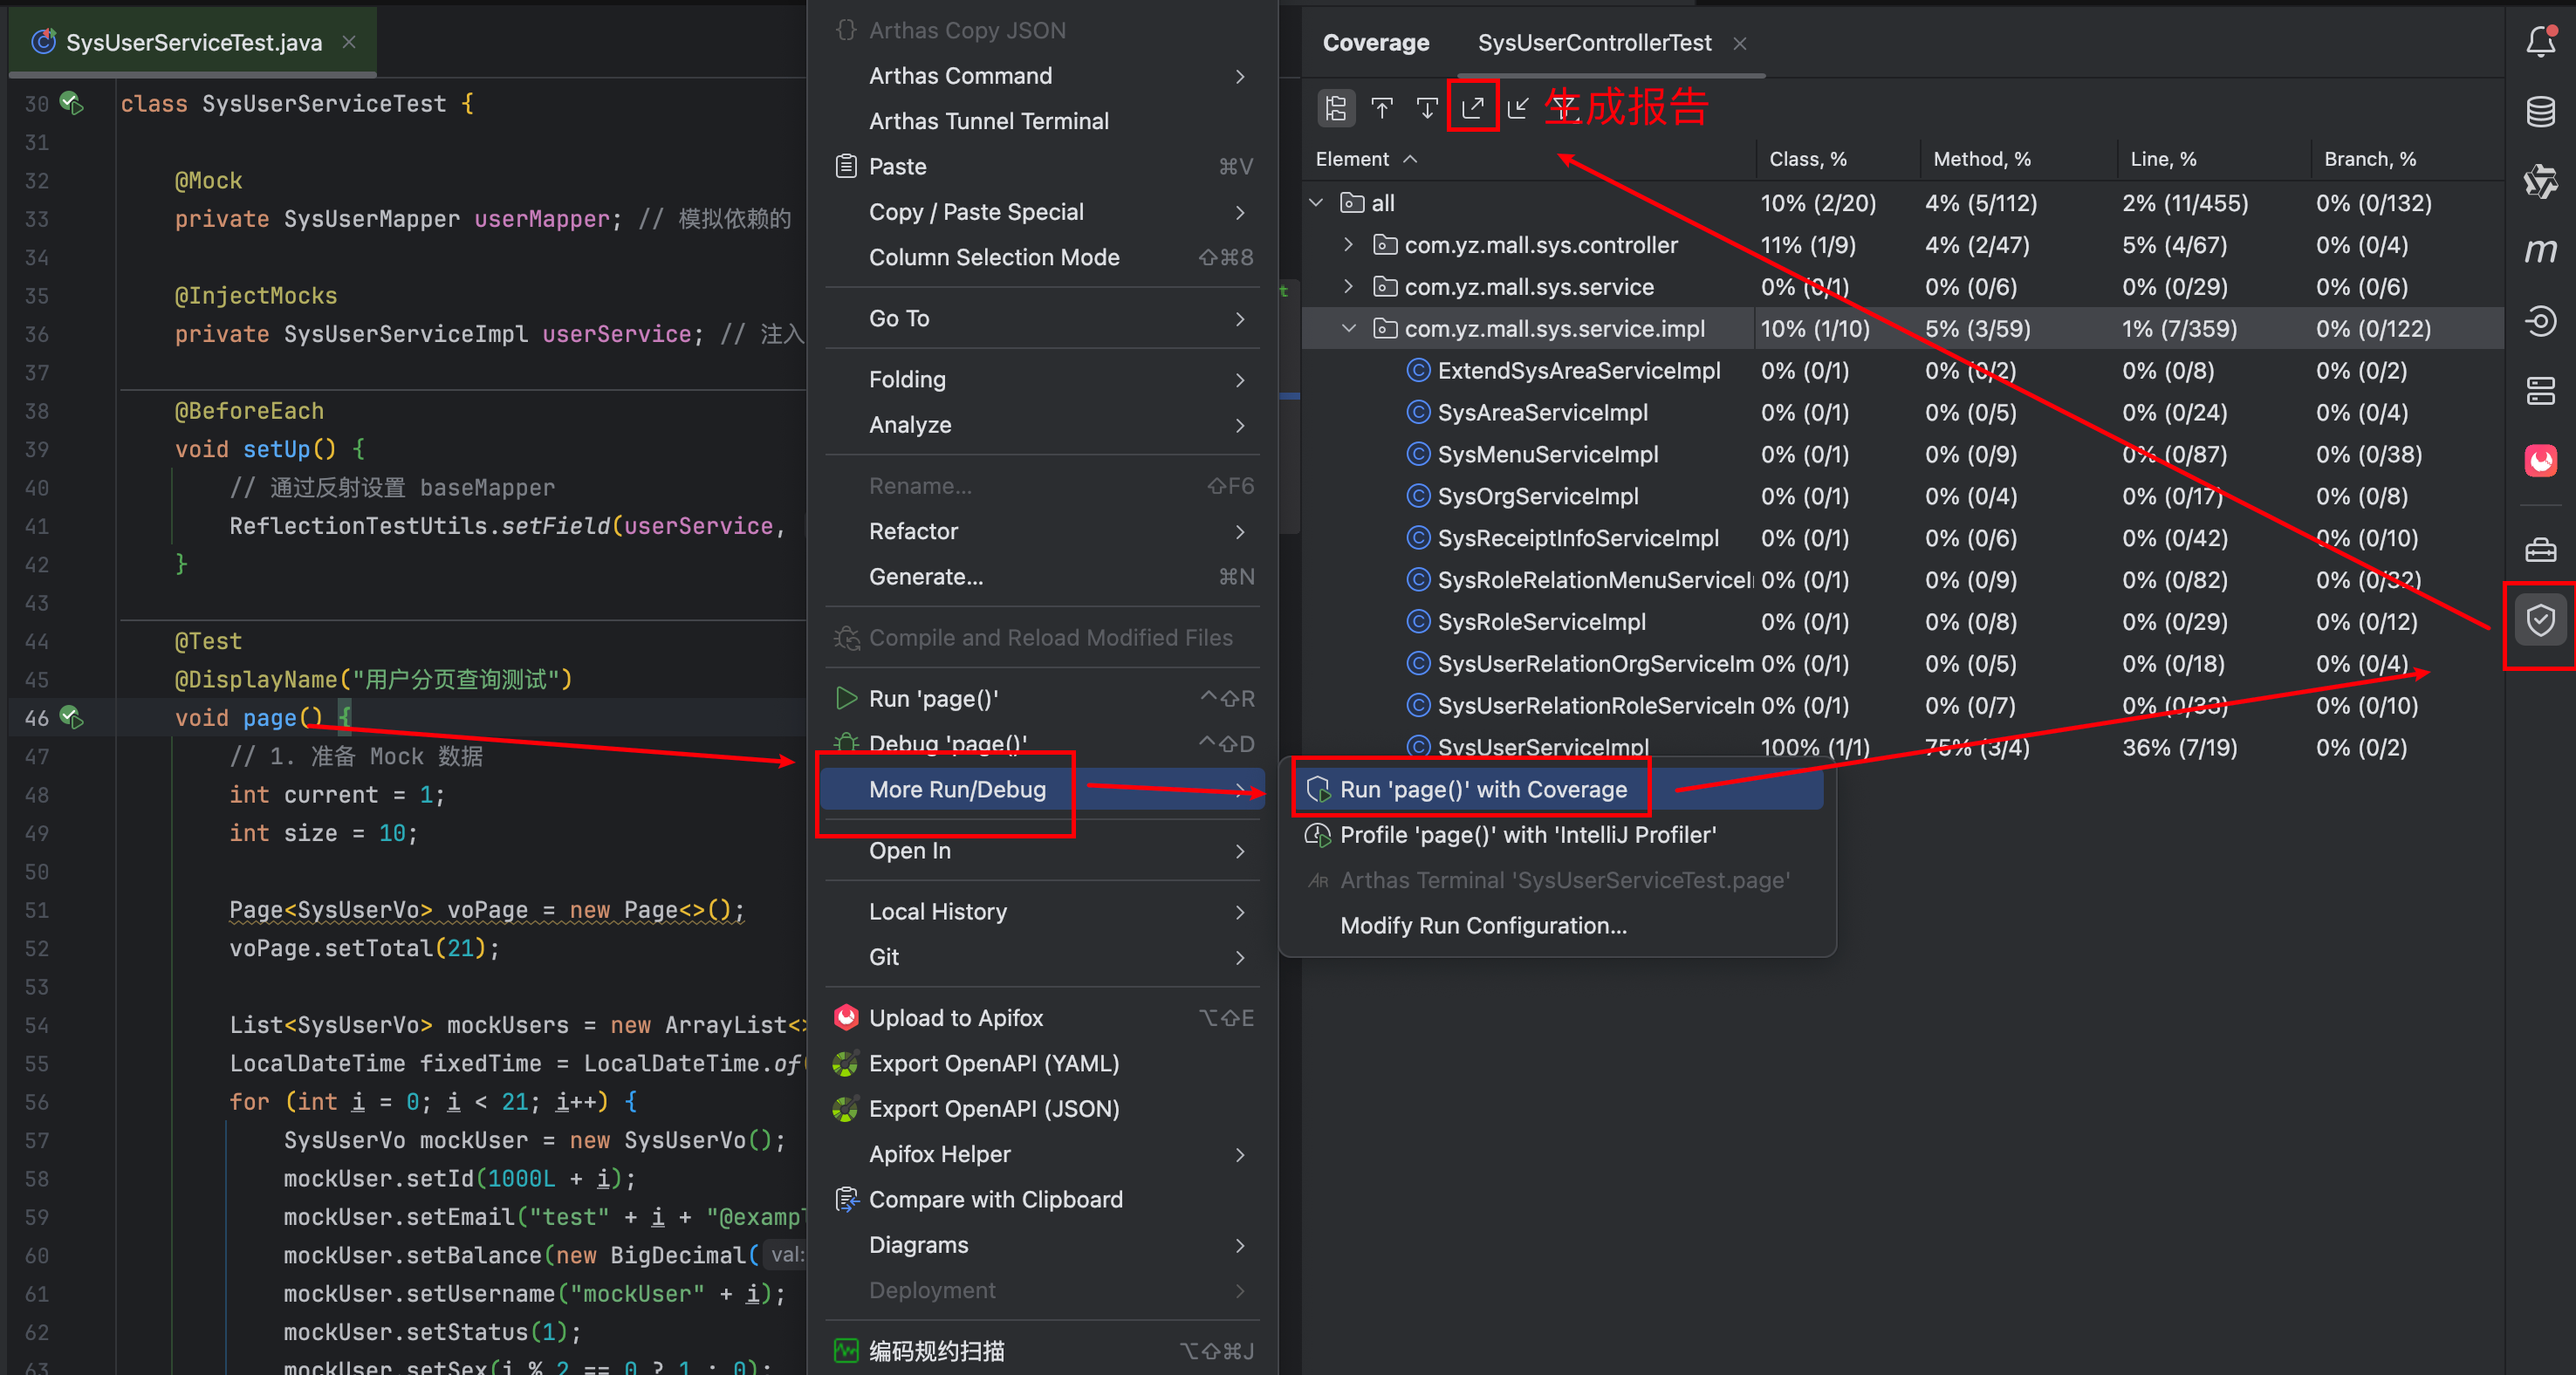 SysUserServiceTest.java
30 class SysUserServiceTest {
31
32 @Mock
33 private SysUserMapper userMapper; // 模拟依赖的
34
35 @InjectMocks
36 private SysUserServiceImpl userService; // 注入
37
38 @BeforeEach
39 void setUp() {
40 // 通过反射设置 baseMapper
41 ReflectionTestUtils.setField(userService,
42 }
43
44 @Test
45 @DisplayName("用户分页查询测试")
46 void page() {
47 // 1. 准备 Mock 数据
48 int current = 1;
49 int size = 10;
50
51 Page<SysUserVo> voPage = new Page<>();
52 voPage.setTotal(21);
53
54 List<SysUserVo> mockUsers = new ArrayList<>
55 LocalDateTime fixedTime = LocalDateTime.of(
56 for (int i = 0; i < 21; i++) {
57 SysUserVo mockUser = new SysUserVo();
58 mockUser.setId(1000L + i);
59 mockUser.setEmail("test" + i + "@exampl
60 mockUser.setBalance(new BigDecimal( val:
61 mockUser.setUsername("mockUser" + i);
62 mockUser.setStatus(1);
63 mockUser.setSex(i % 2 == 0 ? 1 : 0);
Arthas Copy JSON
Arthas Command
Arthas Tunnel Terminal
Paste ⌘V
Copy / Paste Special
Column Selection Mode ⇧⌘8
Go To
Folding
Analyze
Rename... ⇧F6
Refactor
Generate... ⌘N
Compile and Reload Modified Files
Run 'page()' ⌃⇧R
Debug 'page()' ⌃⇧D
More Run/Debug
Open In
Local History
Git
Upload to Apifox ⌥⇧E
Export OpenAPI (YAML)
Export OpenAPI (JSON)
Apifox Helper
Compare with Clipboard
Diagrams
Deployment
编码规约扫描 ⌥⇧⌘J
Run 'page()' with Coverage
Profile 'page()' with 'IntelliJ Profiler'
Arthas Terminal 'SysUserServiceTest.page'
Modify Run Configuration...
Coverage SysUserControllerTest
生成报告
Element Class, % Method, % Line, % Branch, %
all 10% (2/20) 4% (5/112) 2% (11/455) 0% (0/132)
com.yz.mall.sys.controller 11% (1/9) 4% (2/47) 5% (4/67) 0% (0/4)
com.yz.mall.sys.service 0% (0/1) 0% (0/6) 0% (0/29) 0% (0/6)
com.yz.mall.sys.service.impl 10% (1/10) 5% (3/59) 1% (7/359) 0% (0/122)
ExtendSysAreaServiceImpl 0% (0/1) 0% (0/2) 0% (0/8) 0% (0/2)
SysAreaServiceImpl 0% (0/1) 0% (0/5) 0% (0/24) 0% (0/4)
SysMenuServiceImpl 0% (0/1) 0% (0/9) 0% (0/87) 0% (0/38)
SysOrgServiceImpl 0% (0/1) 0% (0/4) 0% (0/17) 0% (0/8)
SysReceiptInfoServiceImpl 0% (0/1) 0% (0/6) 0% (0/42) 0% (0/10)
SysRoleRelationMenuServiceI 0% (0/1) 0% (0/9) 0% (0/82) 0% (0/32)
SysRoleServiceImpl 0% (0/1) 0% (0/8) 0% (0/29) 0% (0/12)
SysUserRelationOrgServiceIm 0% (0/1) 0% (0/5) 0% (0/18) 0% (0/4)
SysUserRelationRoleServiceIn 0% (0/1) 0% (0/7) 0% (0/33) 0% (0/10)
SysUserServiceImpl 100% (1/1) 75% (3/4) 36% (7/19) 0% (0/2)